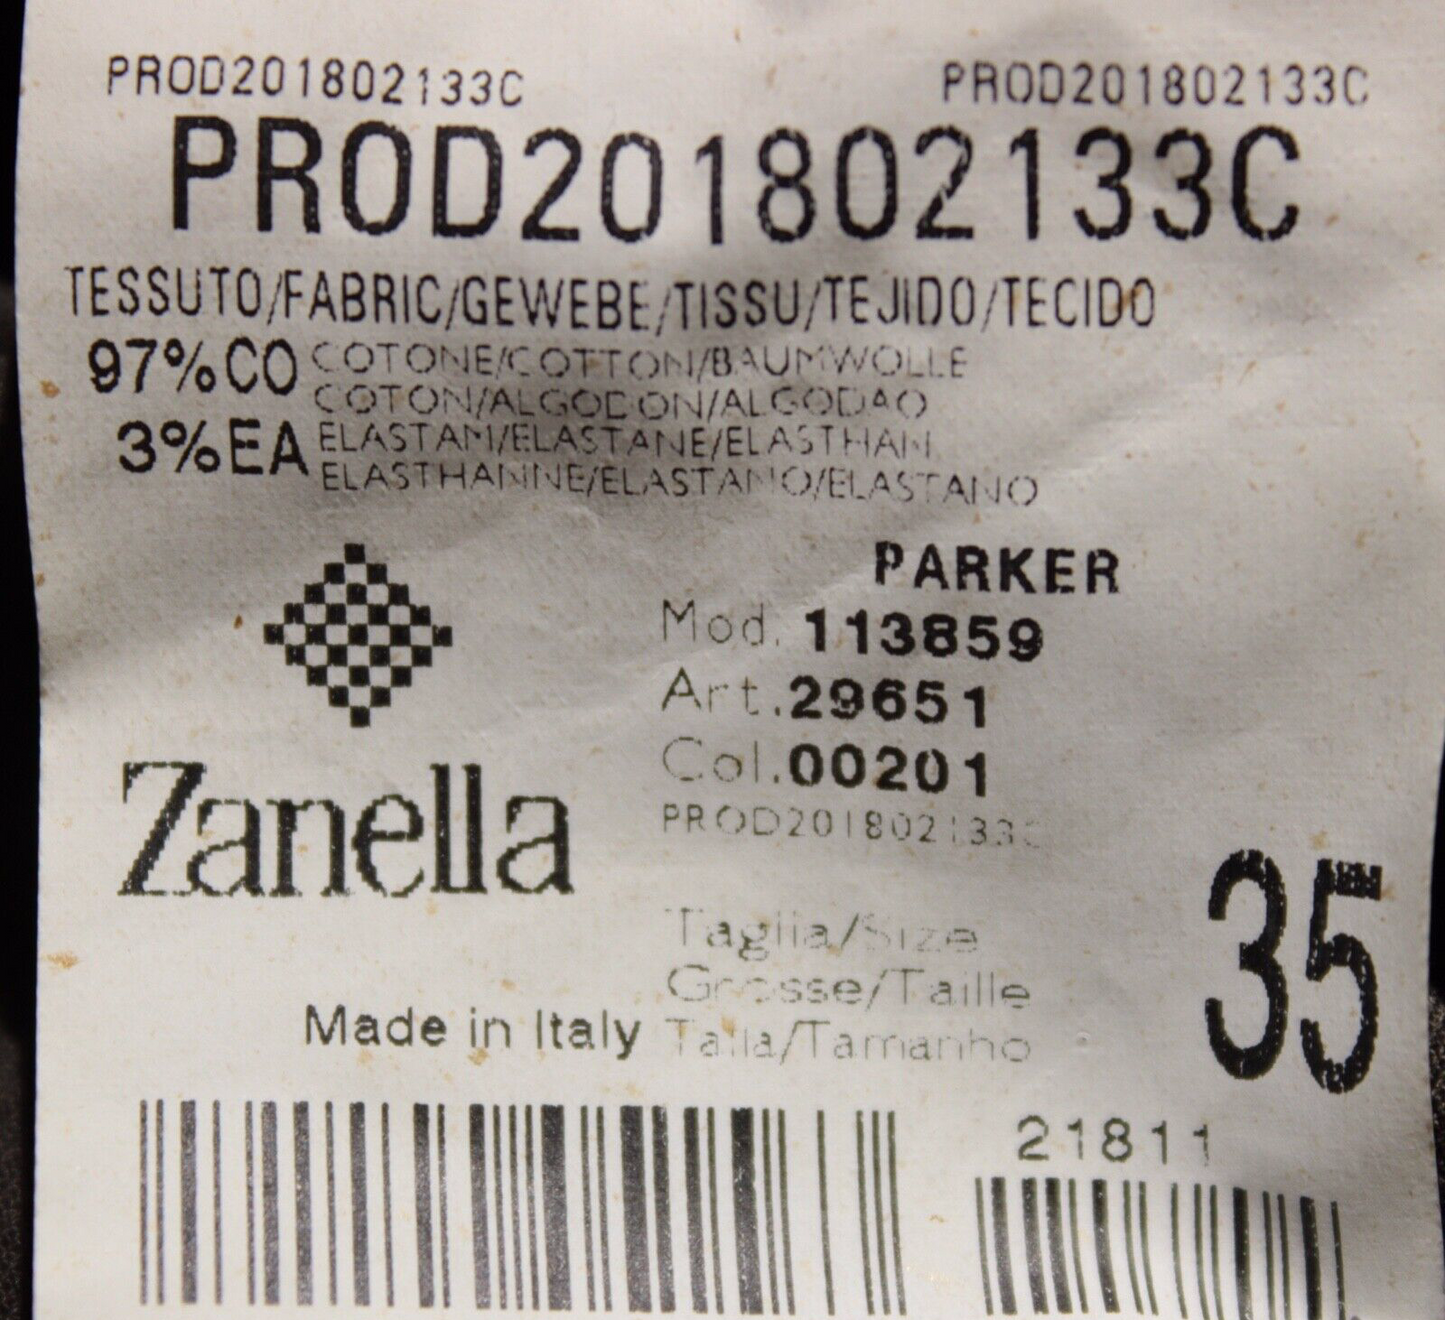 PROD201802133C PROD201802133C
PROD201802133C
TESSUTO/FABRIC/GEWEBE/TISSU/TEJIDO/TECIDO
97%CO COTONE/COTTON/BAUMWOLLE
COTON/ALGODON/ALGODAO
3%EA ELASTAM/ELASTANE/ELASTHAN
ELASTHANNE/ELASTANO/ELASTANO
PARKER
Mod. 113859
Art. 29651
Col. 00201
PROD201802133C
Zanella
35
Taglia/Size
Grosse/Taille
Made in Italy Talla/Tamanho
21811